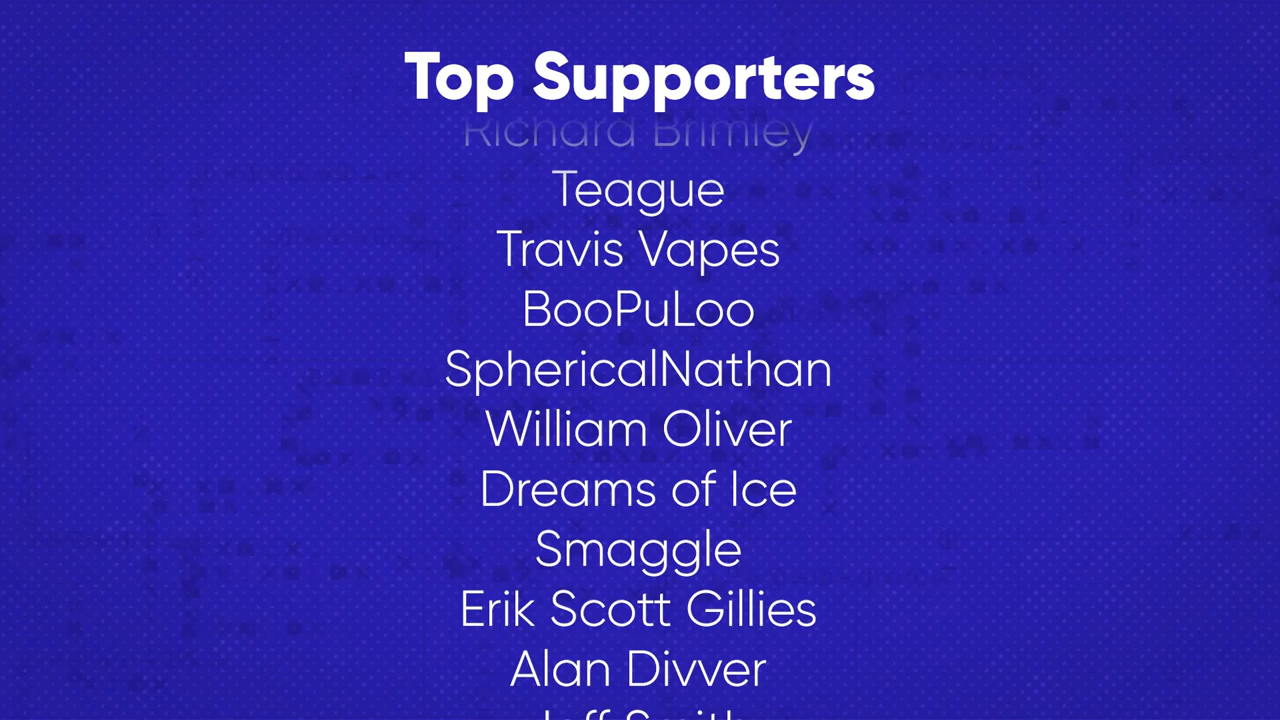 Top Supporters
Richard Brimley
Teague
Travis Vapes
BooPuLoo
SphericalNathan
William Oliver
Dreams of Ice
Smaggle
Erik Scott Gillies
Alan Divver